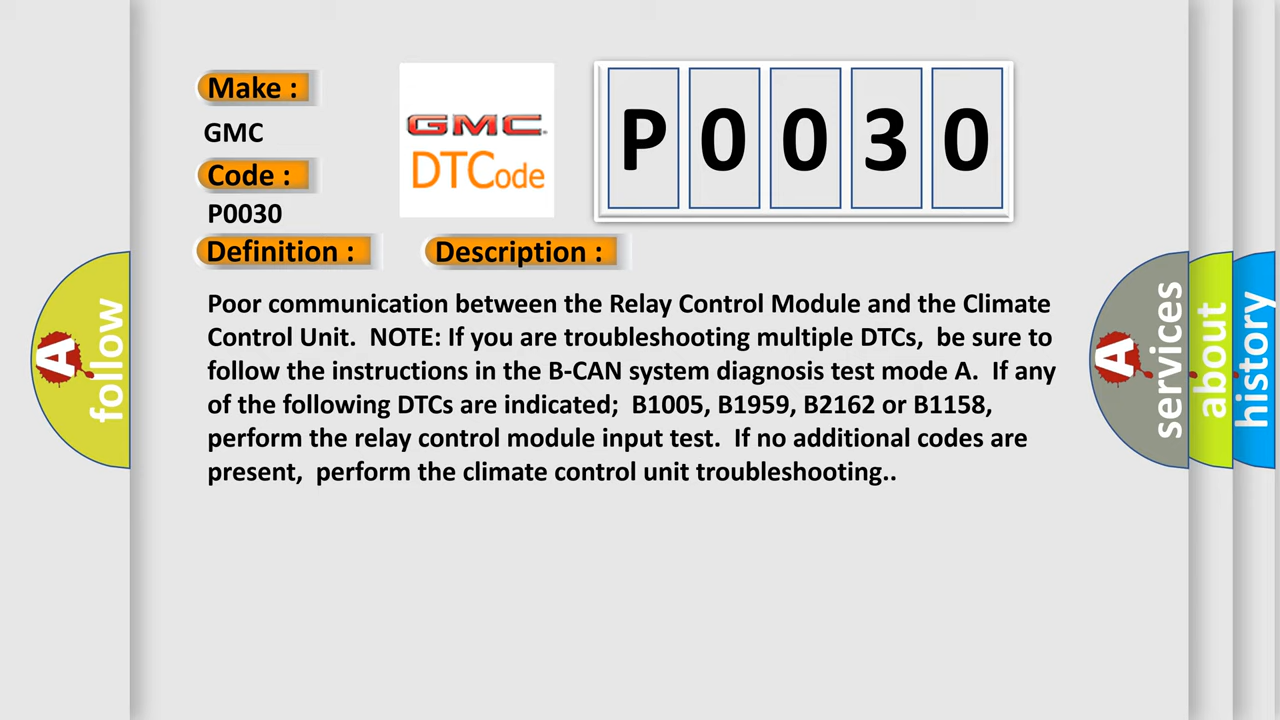 Make :
GMC
Code :
P0030
GMC
DTCode
P0030
Definition :
Description :
Poor communication between the Relay Control Module and the Climate
Control Unit. NOTE: If you are troubleshooting multiple DTCs, be sure to
follow the instructions in the B-CAN system diagnosis test mode A. If any
of the following DTCs are indicated; B1005, B1959, B2162 or B1158,
perform the relay control module input test. If no additional codes are
present, perform the climate control unit troubleshooting..
A
follow
A
services
about
history